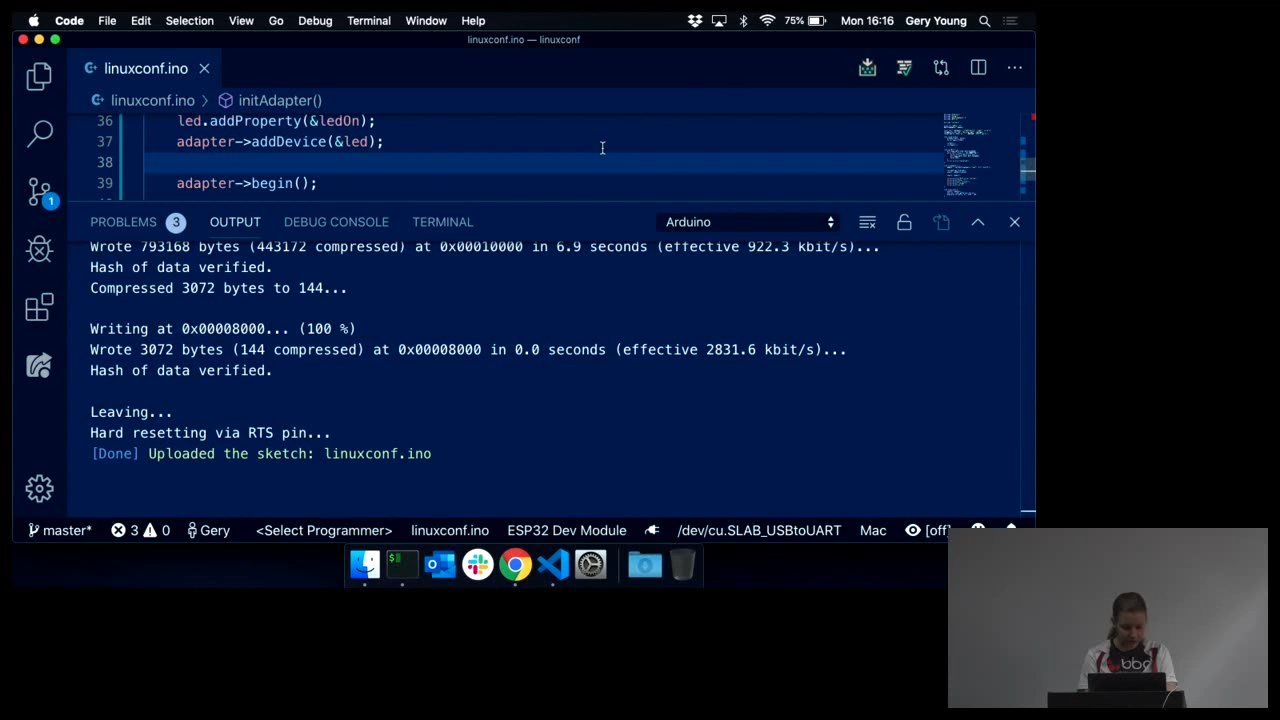 Code File Edit Selection View Go Debug Terminal Window Help 75% Mon 16:16 Gery Young
linuxconf.ino — linuxconf
linuxconf.ino
linuxconf.ino > initAdapter()
36 led.addProperty(&ledOn);
37 adapter->addDevice(&led);
38
39 adapter->begin();
PROBLEMS 3 OUTPUT DEBUG CONSOLE TERMINAL Arduino
Wrote 793168 bytes (443172 compressed) at 0x00010000 in 6.9 seconds (effective 922.3 kbit/s)...
Hash of data verified.
Compressed 3072 bytes to 144...
Writing at 0x00008000... (100 %)
Wrote 3072 bytes (144 compressed) at 0x00008000 in 0.0 seconds (effective 2831.6 kbit/s)...
Hash of data verified.
Leaving...
Hard resetting via RTS pin...
[Done] Uploaded the sketch: linuxconf.ino
1
master* 3 0 Gery <Select Programmer> linuxconf.ino ESP32 Dev Module /dev/cu.SLAB_USBtoUART Mac [off]
$